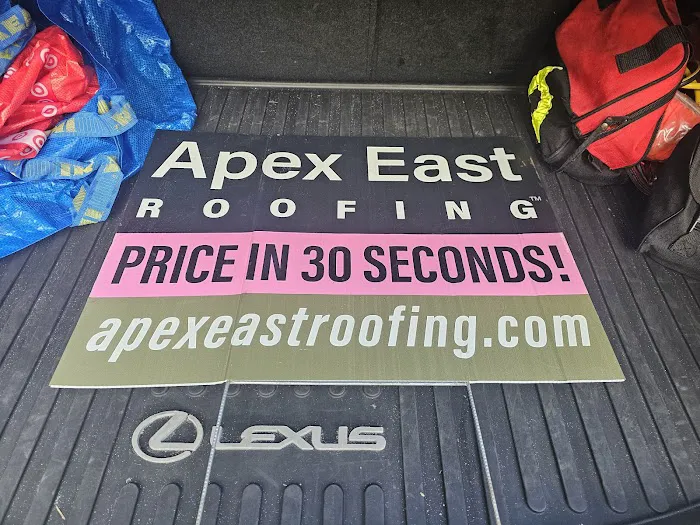 Apex East
ROOFING™
PRICE IN 30 SECONDS!
apexeastroofing.com
LEXUS